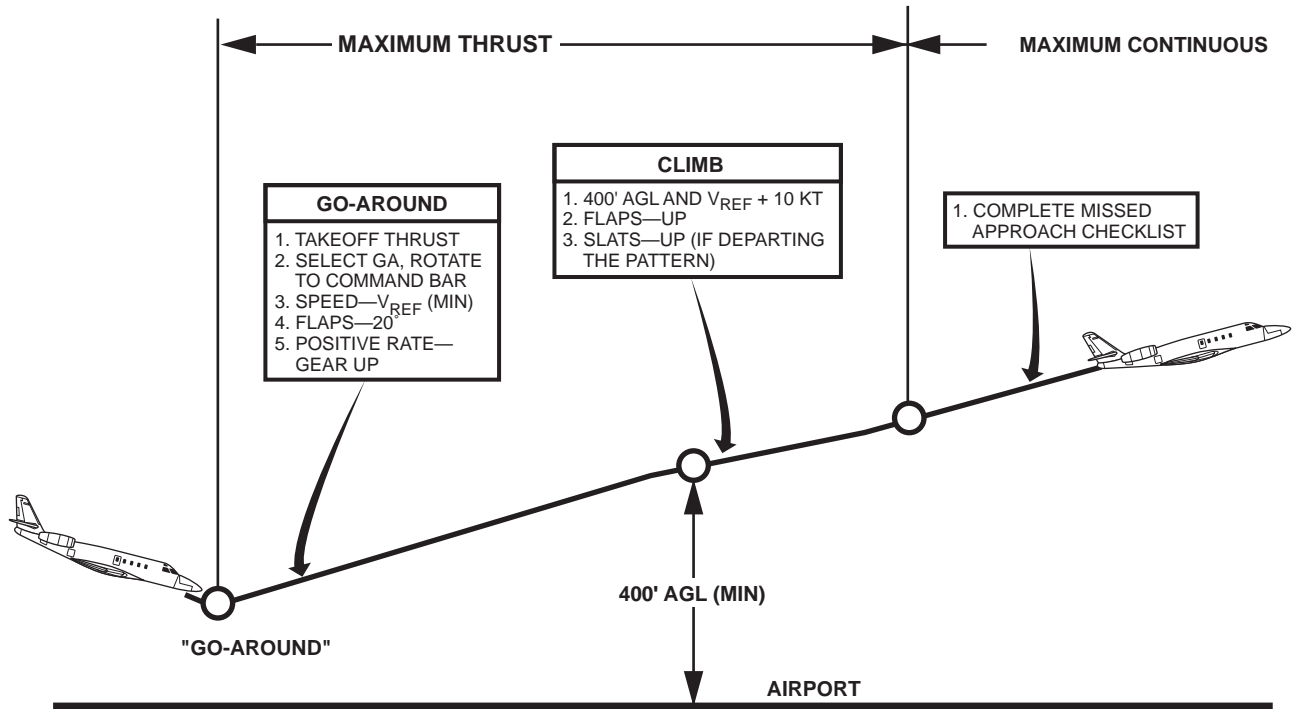 MAXIMUM THRUST
MAXIMUM CONTINUOUS
GO-AROUND
1. TAKEOFF THRUST
2. SELECT GA, ROTATE
TO COMMAND BAR
3. SPEED—VREF (MIN)
4. FLAPS—20°
5. POSITIVE RATE—
GEAR UP
CLIMB
1. 400' AGL AND VREF + 10 KT
2. FLAPS—UP
3. SLATS—UP (IF DEPARTING
THE PATTERN)
1. COMPLETE MISSED
APPROACH CHECKLIST
"GO-AROUND"
400' AGL (MIN)
AIRPORT